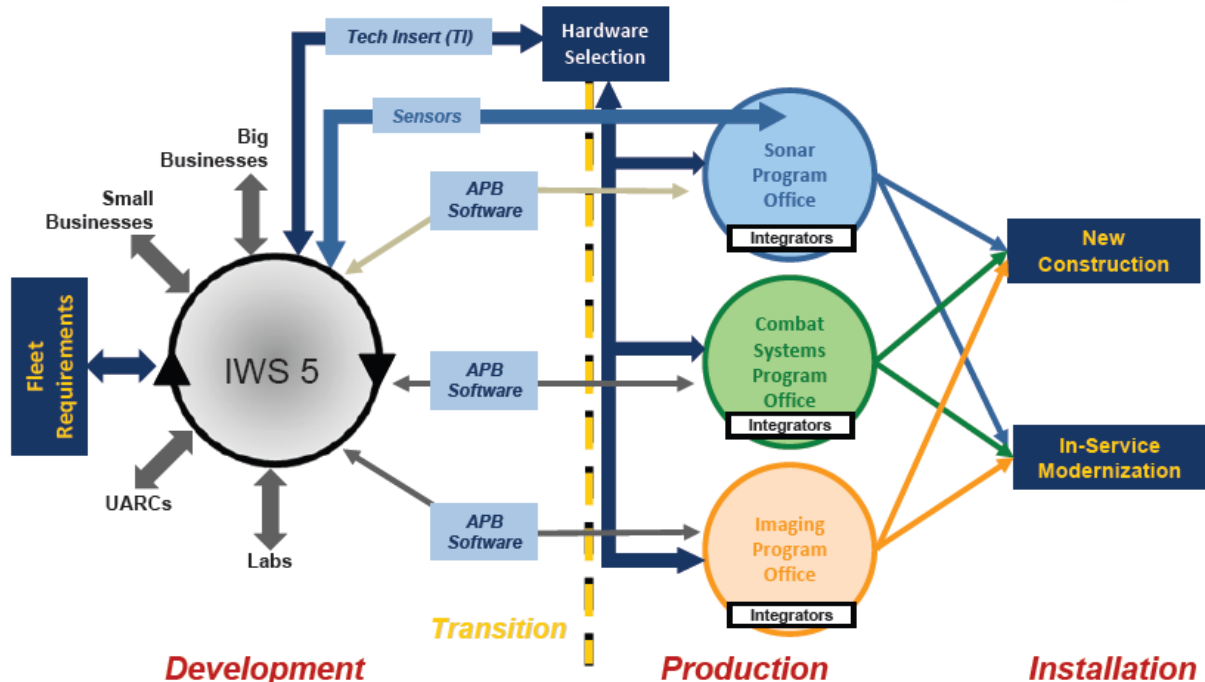 Tech Insert (TI)
Hardware
Selection
Sensors
Big
Businesses
Small
Businesses
APB
Software
Sonar
Program
Office
Integrators
New
Construction
Fleet
Requirements
IWS 5
APB
Software
Combat
Systems
Program
Office
Integrators
In-Service
Modernization
UARCs
Labs
APB
Software
Imaging
Program
Office
Integrators
Transition
Development
Production
Installation